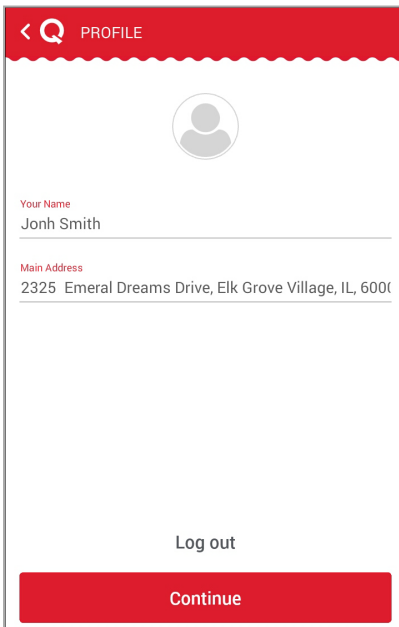 Q PROFILE
Your Name
Jonh Smith
Main Address
2325 Emeral Dreams Drive, Elk Grove Village, IL, 600
Log out
Continue